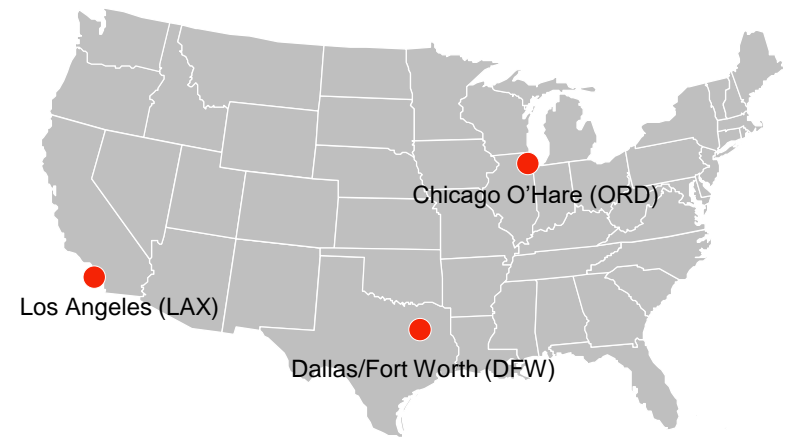 Chicago O’Hare (ORD)
Los Angeles (LAX)
Dallas/Fort Worth (DFW)